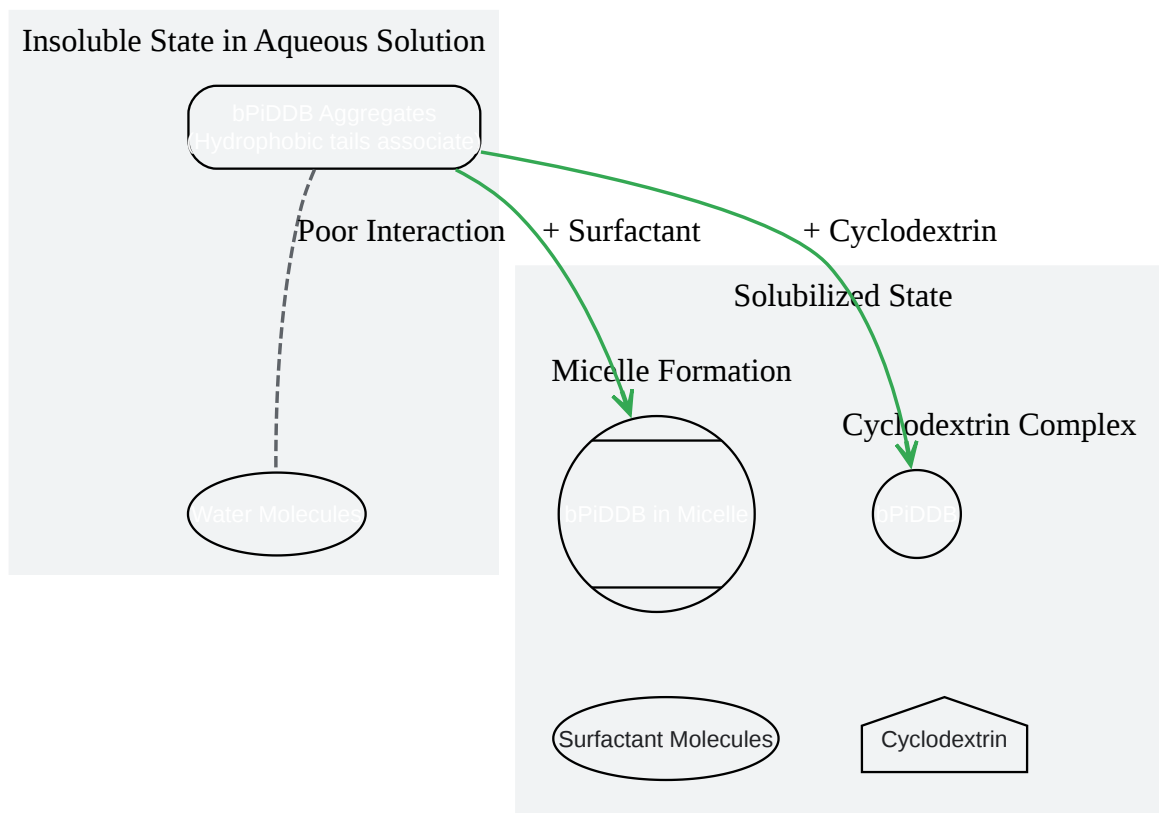 Insoluble State in Aqueous Solution
bPiDDB Aggregates
(Hydrophobic tails associate)
Poor Interaction
+ Surfactant
+ Cyclodextrin
Solubilized State
Micelle Formation
Cyclodextrin Complex
Water Molecules
bPiDDB in Micelle
bPiDDB
Surfactant Molecules
Cyclodextrin